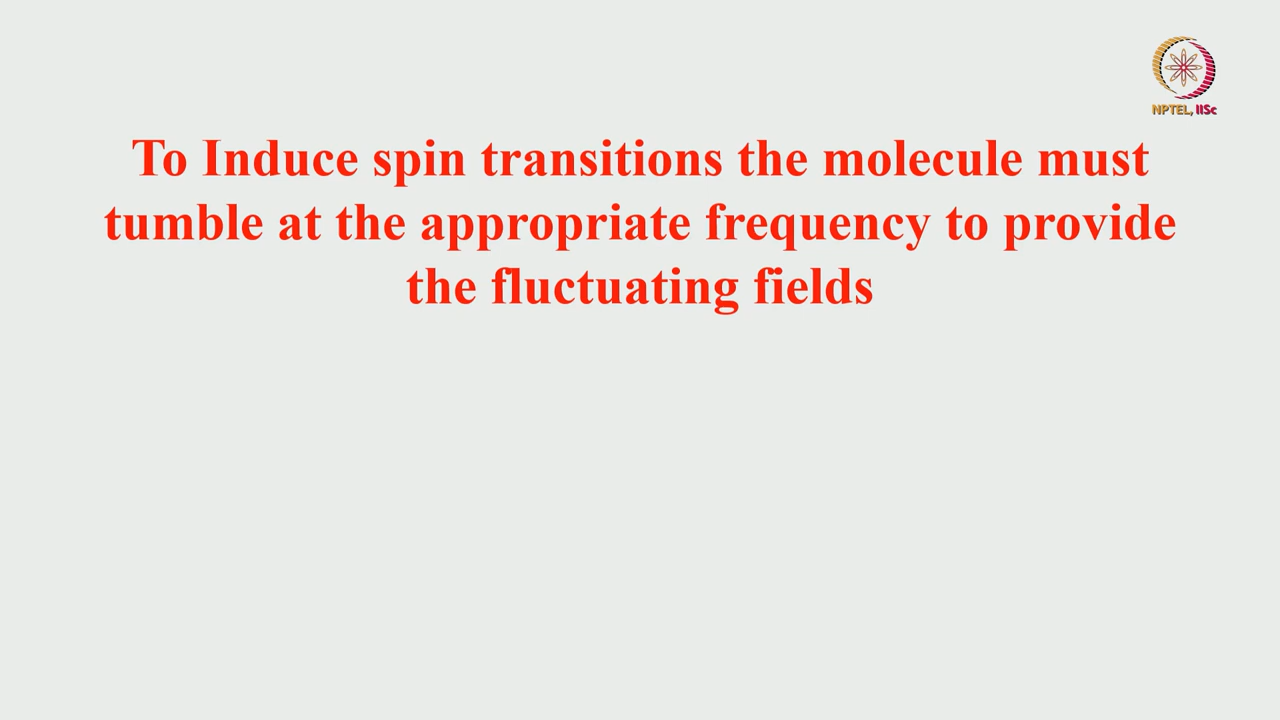 NPTEL, IISc
To Induce spin transitions the molecule must
tumble at the appropriate frequency to provide
the fluctuating fields